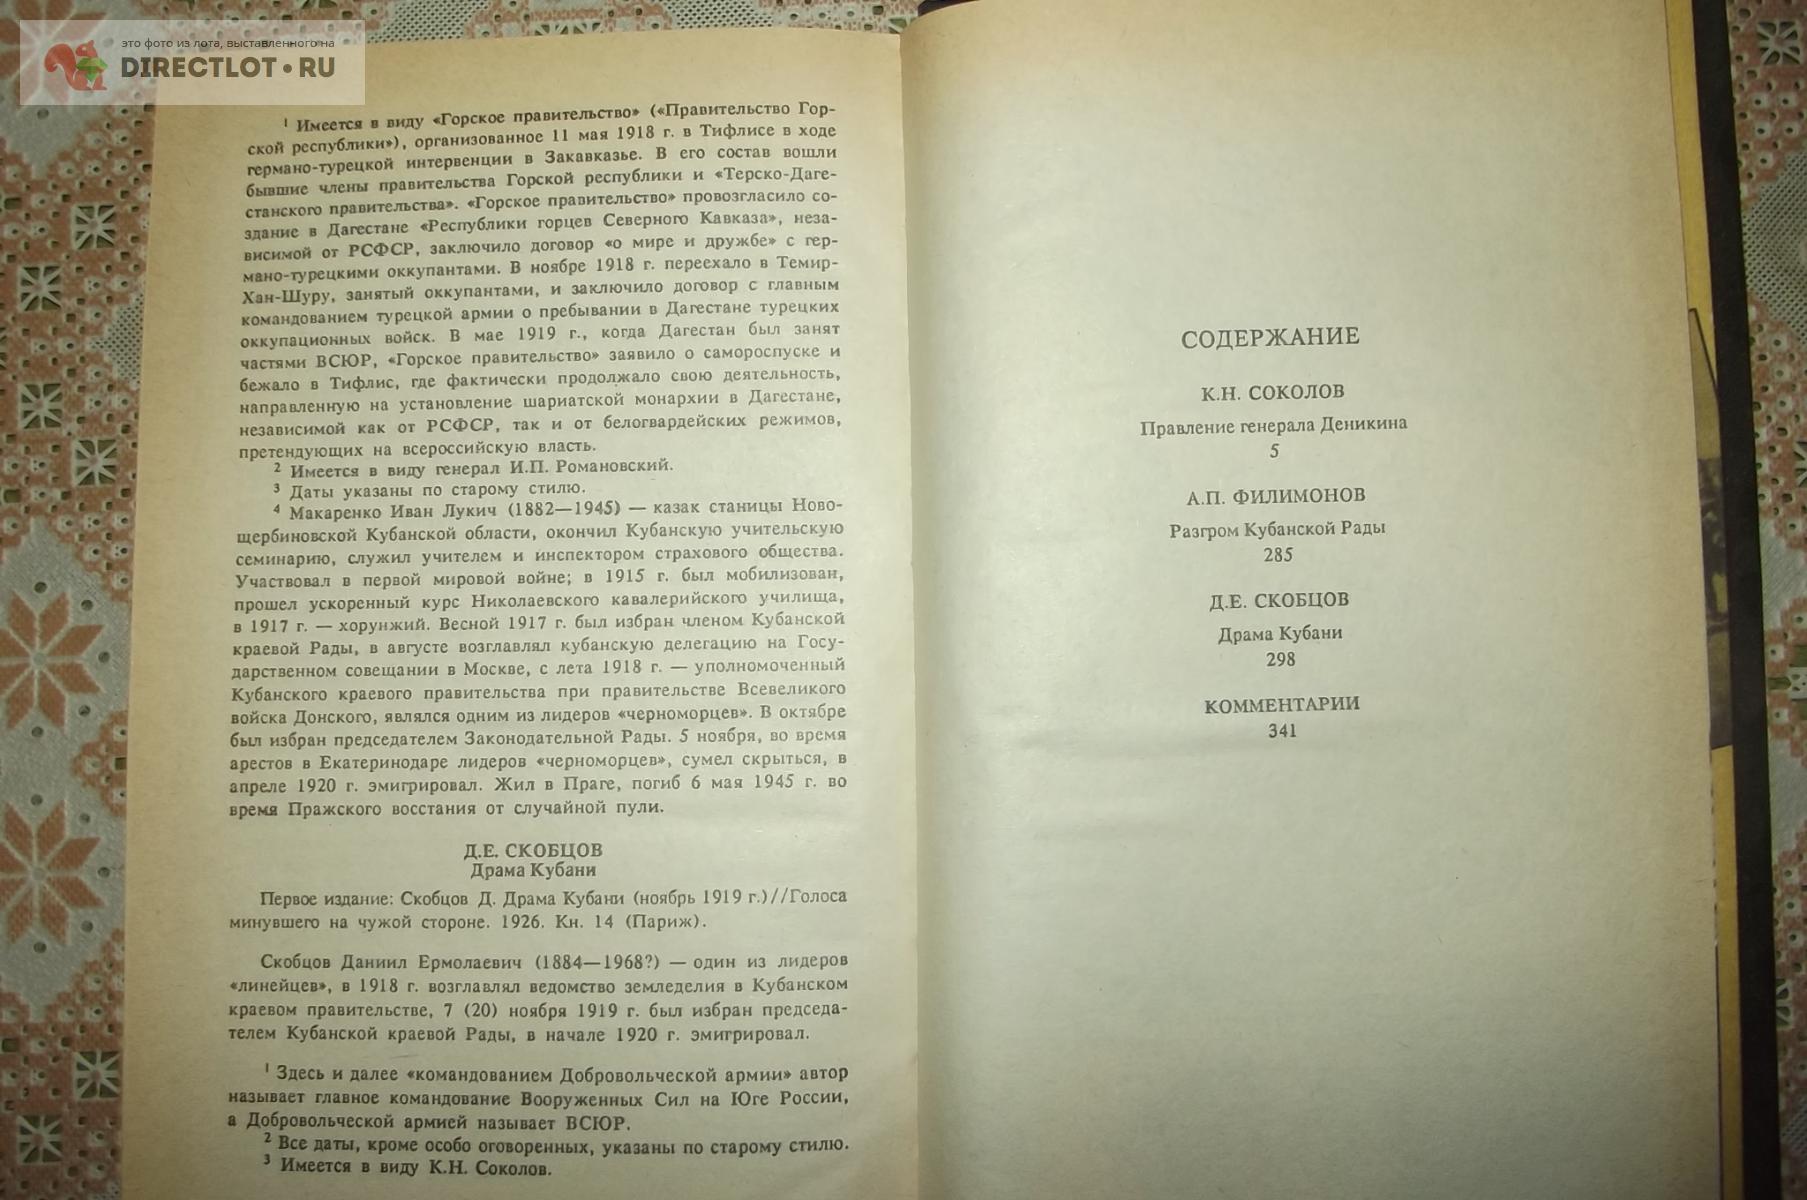 это фото из лота, выставленного на
DIRECTLOT•RU
¹ Имеется в виду «Горское правительство» («Правительство Гор-
ской республики»), организованное 11 мая 1918 г. в Тифлисе в ходе
германо-турецкой интервенции в Закавказье. В его состав вошли
бывшие члены правительства Горской республики и «Терско-Даге-
станского правительства». «Горское правительство» провозгласило со-
здание в Дагестане «Республики горцев Северного Кавказа», неза-
висимой от РСФСР, заключило договор «о мире и дружбе» с гер-
мано-турецкими оккупантами. В ноябре 1918 г. переехало в Темир-
Хан-Шуру, занятый оккупантами, и заключило договор с главным
командованием турецкой армии о пребывании в Дагестане турецких
оккупационных войск. В мае 1919 г., когда Дагестан был занят
частями ВСЮР, «Горское правительство» заявило о самороспуске и
бежало в Тифлис, где фактически продолжало свою деятельность,
направленную на установление шариатской монархии в Дагестане,
независимой как от РСФСР, так и от белогвардейских режимов,
претендующих на всероссийскую власть.
² Имеется в виду генерал И.П. Романовский.
³ Даты указаны по старому стилю.
⁴ Макаренко Иван Лукич (1882—1945) — казак станицы Ново-
щербиновской Кубанской области, окончил Кубанскую учительскую
семинарию, служил учителем и инспектором страхового общества.
Участвовал в первой мировой войне; в 1915 г. был мобилизован,
прошел ускоренный курс Николаевского кавалерийского училища,
в 1917 г. — хорунжий. Весной 1917 г. был избран членом Кубанской
краевой Рады, в августе возглавлял кубанскую делегацию на Госу-
дарственном совещании в Москве, с лета 1918 г. — уполномоченный
Кубанского краевого правительства при правительстве Всевеликого
войска Донского, являлся одним из лидеров «черноморцев». В октябре
был избран председателем Законодательной Рады. 5 ноября, во время
арестов в Екатеринодаре лидеров «черноморцев», сумел скрыться, в
апреле 1920 г. эмигрировал. Жил в Праге, погиб 6 мая 1945 г. во
время Пражского восстания от случайной пули.
Д.Е. СКОБЦОВ
Драма Кубани
Первое издание: Скобцов Д. Драма Кубани (ноябрь 1919 г.)//Голоса
минувшего на чужой стороне. 1926. Кн. 14 (Париж).
Скобцов Даниил Ермолаевич (1884—1968?) — один из лидеров
«линейцев», в 1918 г. возглавлял ведомство земледелия в Кубанском
краевом правительстве, 7 (20) ноября 1919 г. был избран председа-
телем Кубанской краевой Рады, в начале 1920 г. эмигрировал.
¹ Здесь и далее «командованием Добровольческой армии» автор
называет главное командование Вооруженных Сил на Юге России,
а Добровольческой армией называет ВСЮР.
² Все даты, кроме особо оговоренных, указаны по старому стилю.
³ Имеется в виду К.Н. Соколов.
СОДЕРЖАНИЕ
К.Н. СОКОЛОВ
Правление генерала Деникина
5
А.П. ФИЛИМОНОВ
Разгром Кубанской Рады
285
Д.Е. СКОБЦОВ
Драма Кубани
298
КОММЕНТАРИИ
341